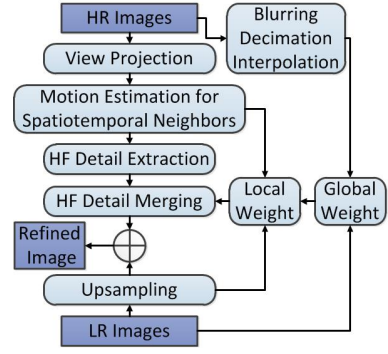 HR Images
Blurring
Decimation
Interpolation
View Projection
Motion Estimation for
Spatiotemporal Neighbors
HF Detail Extraction
HF Detail Merging
Local
Weight
Global
Weight
Refined
Image
Upsampling
LR Images